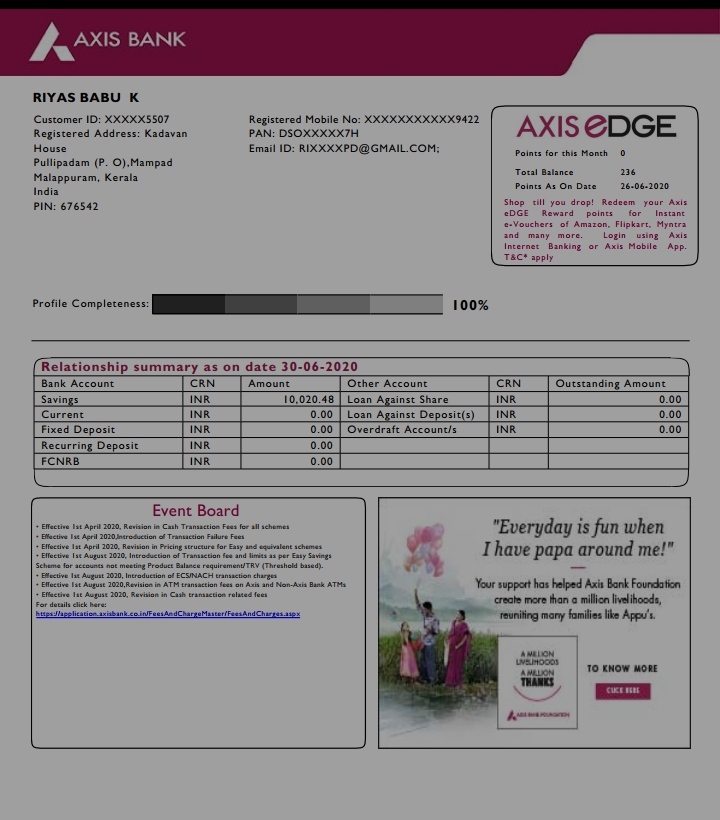 AXIS BANK
RIYAS BABU K
Customer ID: XXXXX5507
Registered Address: Kadavan
House
Pullipadam (P. O),Mampad
Malappuram, Kerala
India
PIN: 676542
Registered Mobile No: XXXXXXXXXXX9422
PAN: DSOXXXXX7H
Email ID: RIXXXXPD@GMAIL.COM;
AXIS eDGE
Points for this Month 0
Total Balance 236
Points As On Date 26-06-2020
Shop till you drop! Redeem your Axis
eDGE Reward points for Instant
e-Vouchers of Amazon, Flipkart, Myntra
and many more. Login using Axis
Internet Banking or Axis Mobile App.
T&C* apply
Profile Completeness: 100%
Relationship summary as on date 30-06-2020
Bank Account CRN Amount Other Account CRN Outstanding Amount
Savings INR 10,020.48 Loan Against Share INR 0.00
Current INR 0.00 Loan Against Deposit(s) INR 0.00
Fixed Deposit INR 0.00 Overdraft Account/s INR 0.00
Recurring Deposit INR 0.00
FCNRB INR 0.00
Event Board
• Effective 1st April 2020, Revision in Cash Transaction Fees for all schemes
• Effective 1st April 2020,Introduction of Transaction Failure Fees
• Effective 1st April 2020, Revision in Pricing structure for Easy and equivalent schemes
• Effective 1st August 2020, Introduction of Transaction fee and limits as per Easy Savings
Scheme for accounts not meeting Product Balance requirement/TRV (Threshold based).
• Effective 1st August 2020, Introduction of ECS/NACH transaction charges
• Effective 1st August 2020,Revision in ATM transaction fees on Axis and Non-Axis Bank ATMs
• Effective 1st August 2020, Revision in Cash transaction related fees
For details click here:
https://application.axisbank.co.in/FeesAndChargeMaster/FeesAndCharges.aspx
"Everyday is fun when
I have papa around me!"
Your support has helped Axis Bank Foundation
create more than a million livelihoods,
reuniting many families like Appu's.
A MILLION
LIVELIHOODS
A MILLION
THANKS
AXIS BANK FOUNDATION
TO KNOW MORE
CLICK HERE